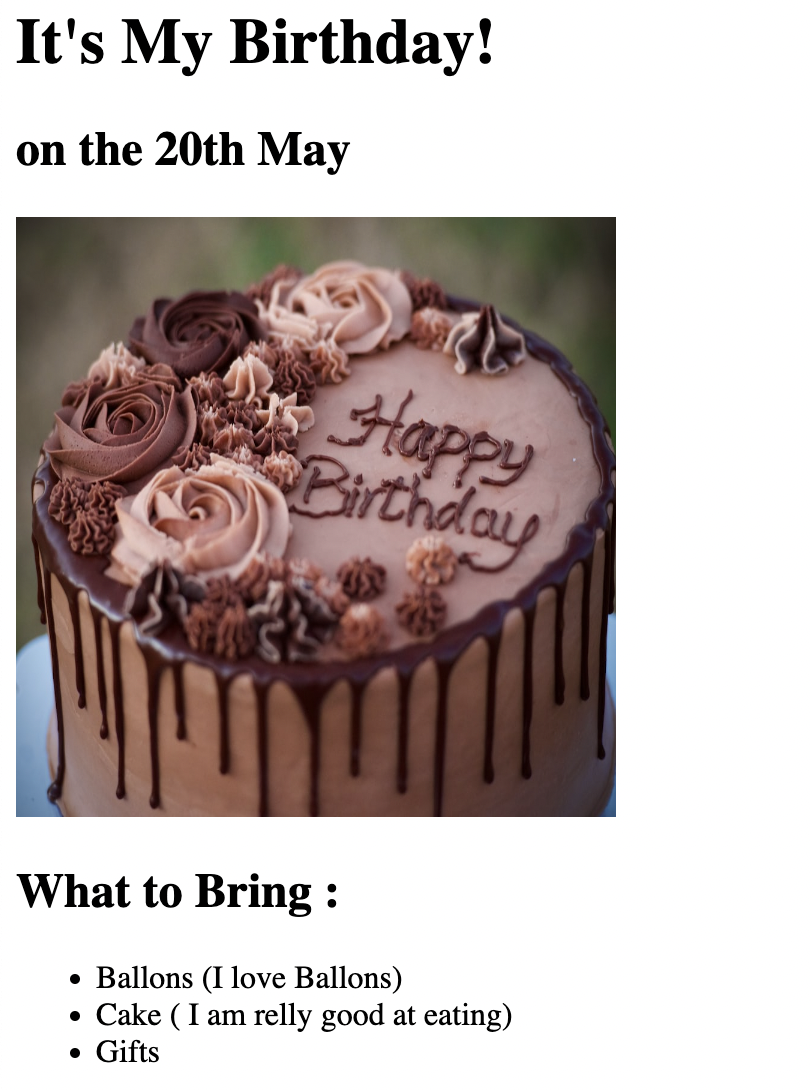 It's My Birthday!
on the 20th May
Happy
Birthday
What to Bring :
Ballons (I love Ballons)
Cake ( I am relly good at eating)
Gifts